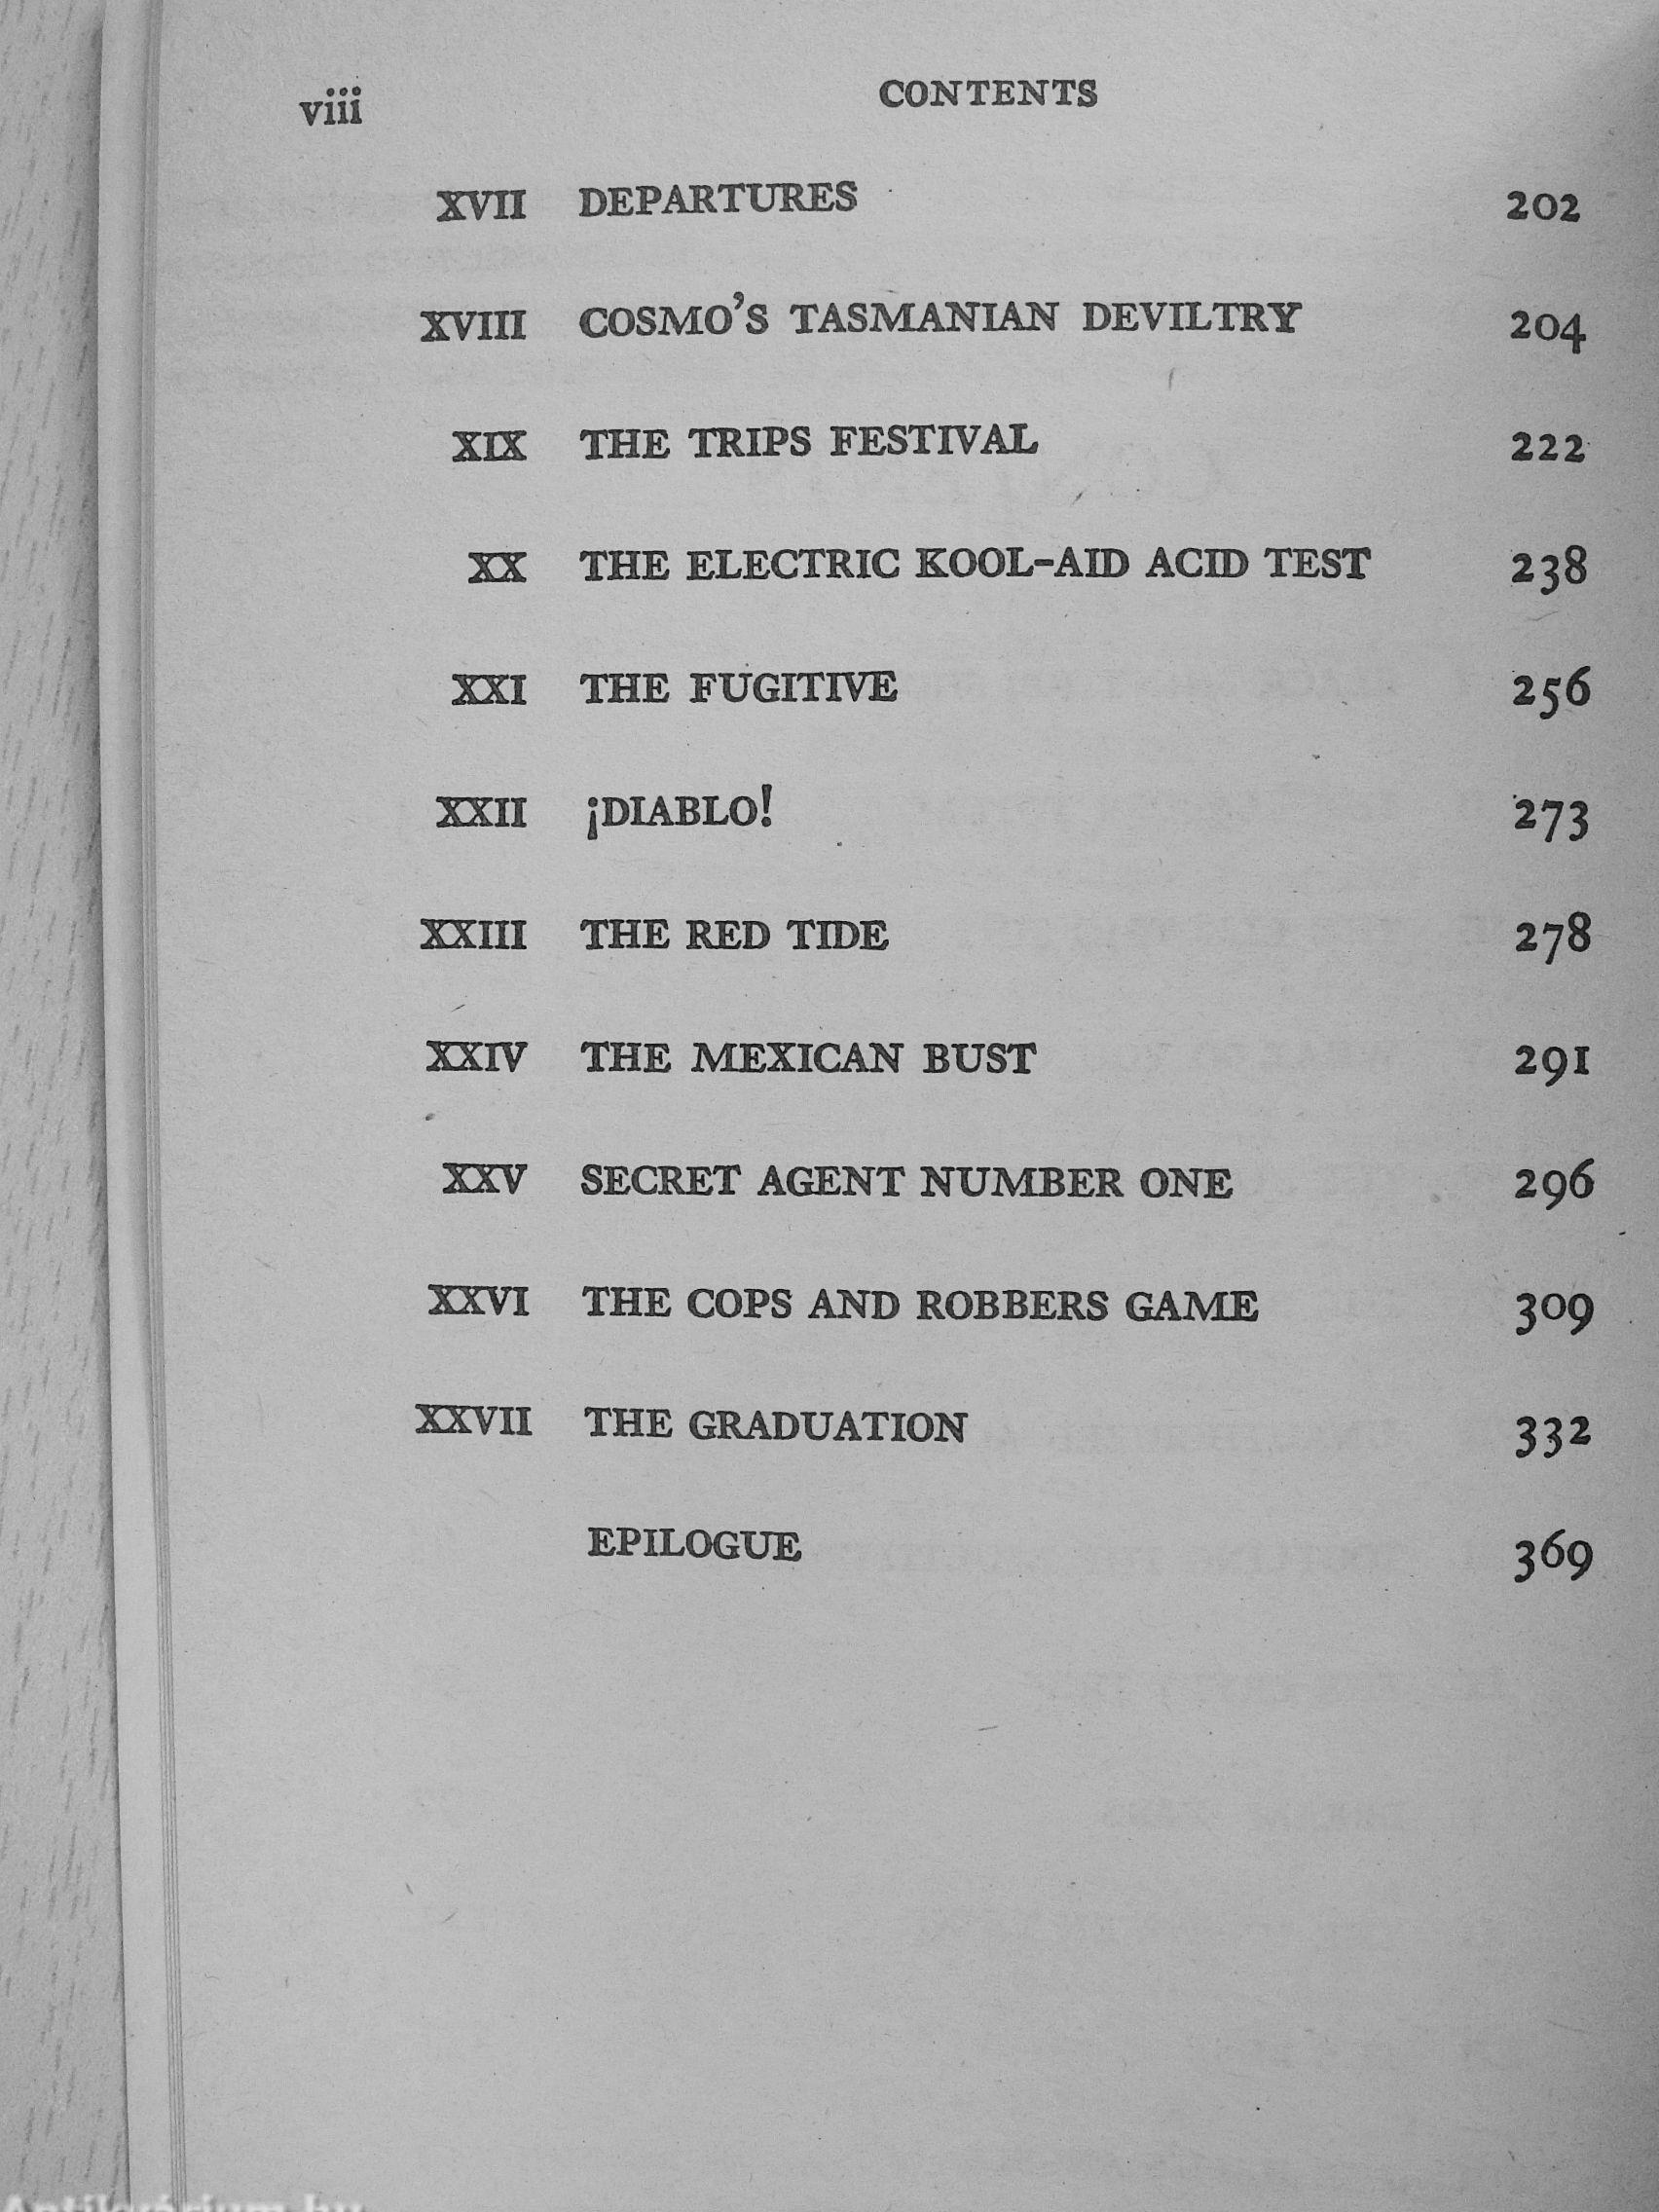 viii CONTENTS
XVII DEPARTURES 202
XVIII COSMO'S TASMANIAN DEVILTRY 204
XIX THE TRIPS FESTIVAL 222
XX THE ELECTRIC KOOL-AID ACID TEST 238
XXI THE FUGITIVE 256
XXII ¡DIABLO! 273
XXIII THE RED TIDE 278
XXIV THE MEXICAN BUST 291
XXV SECRET AGENT NUMBER ONE 296
XXVI THE COPS AND ROBBERS GAME 309
XXVII THE GRADUATION 332
EPILOGUE 369